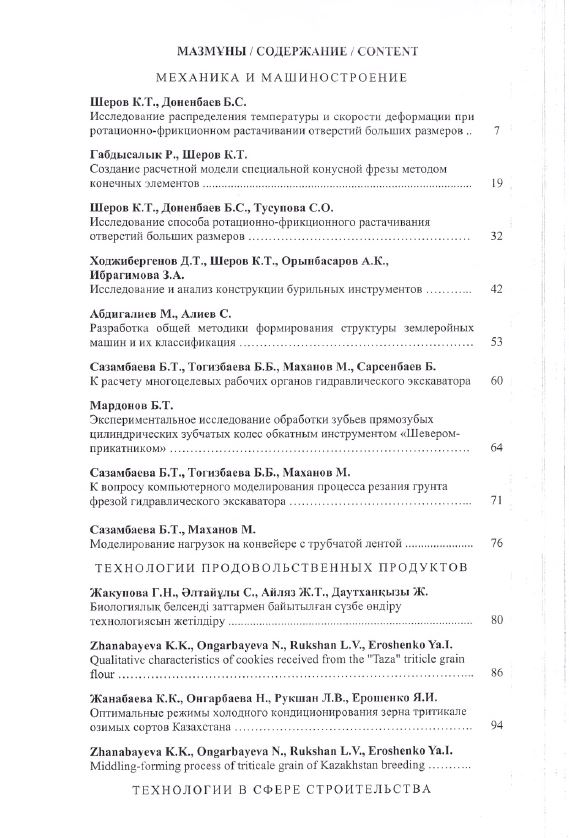 МАЗМҰНЫ / СОДЕРЖАНИЕ / CONTENT
МЕХАНИКА И МАШИНОСТРОЕНИЕ
Шеров К.Т., Доненбаев Б.С.
Исследование распределения температуры и скорости деформации при
ротационно-фрикционном растачивании отверстий больших размеров .. 7
Габдысалык Р., Шеров К.Т.
Создание расчетной модели специальной конусной фрезы методом
конечных элементов ........................................................................ 19
Шеров К.Т., Доненбаев Б.С., Тусупова С.О.
Исследование способа ротационно-фрикционного растачивания
отверстий больших размеров ………………………………………… 32
Ходжибергенов Д.Т., Шеров К.Т., Орынбасаров А.К.,
Ибрагимова З.А.
Исследование и анализ конструкции бурильных инструментов ……….. 42
Абдигалиев М., Алиев С.
Разработка общей методики формирования структуры землеройных
машин и их классификация …………………………………………. 53
Сазамбаева Б.Т., Тогизбаева Б.Б., Маханов М., Сарсенбаев Б.
К расчету многоцелевых рабочих органов гидравлического экскаватора 60
Мардонов Б.Т.
Экспериментальное исследование обработки зубьев прямозубых
цилиндрических зубчатых колес обкатным инструментом «Шевером-
прикатником» ………………………………………………………… 64
Сазамбаева Б.Т., Тогизбаева Б.Б., Маханов М.
К вопросу компьютерного моделирования процесса резания грунта
фрезой гидравлического экскаватора ………………………………... 71
Сазамбаева Б.Т., Маханов М.
Моделирование нагрузок на конвейере с трубчатой лентой .................. 76
ТЕХНОЛОГИИ ПРОДОВОЛЬСТВЕННЫХ ПРОДУКТОВ
Жакупова Г.Н., Әлтайұлы С., Айляз Ж.Т., Даутханқызы Ж.
Биологиялық белсенді заттармен байытылған сүзбе өндіру
технологиясын жетілдіру ................................................................. 80
Zhanabayeva K.K., Ongarbayeva N., Rukshan L.V., Eroshenko Ya.I.
Qualitative characteristics of cookies received from the "Taza" triticle grain
flour ………………………………………………………………... 86
Жанабаева К.К., Онгарбаева Н., Рукшан Л.В., Ерошенко Я.И.
Оптимальные режимы холодного кондиционирования зерна тритикале
озимых сортов Казахстана …………………………………………… 94
Zhanabayeva K.K., Ongarbayeva N., Rukshan L.V., Eroshenko Ya.I.
Middling-forming process of triticale grain of Kazakhstan breeding ………..
ТЕХНОЛОГИИ В СФЕРЕ СТРОИТЕЛЬСТВА